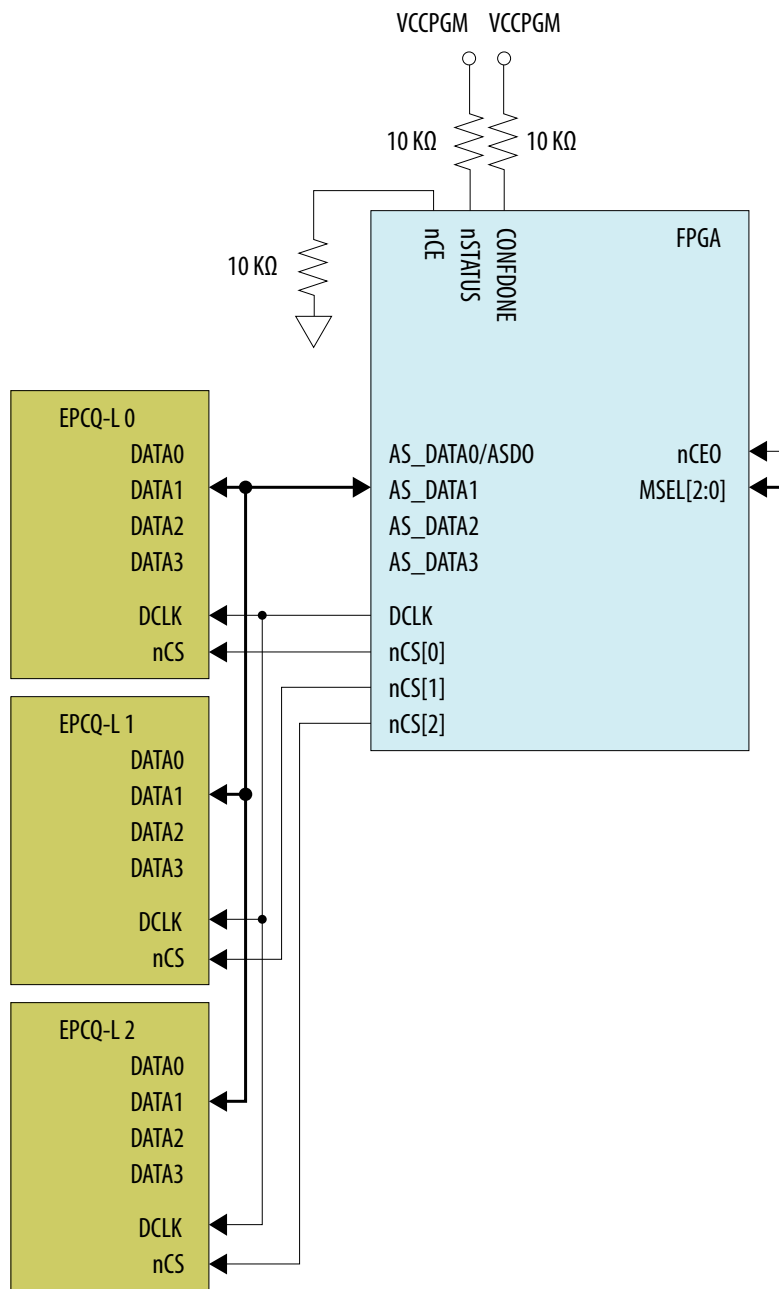 VCCPGM VCCPGM
10 KΩ
10 KΩ
10 KΩ
nCE
nSTATUS
CONFDONE
FPGA
EPCQ-L 0
DATA0
DATA1
DATA2
DATA3
DCLK
nCS
AS_DATA0/ASDO
AS_DATA1
AS_DATA2
AS_DATA3
DCLK
nCS[0]
nCS[1]
nCS[2]
nCEO
MSEL[2:0]
EPCQ-L 1
DATA0
DATA1
DATA2
DATA3
DCLK
nCS
EPCQ-L 2
DATA0
DATA1
DATA2
DATA3
DCLK
nCS